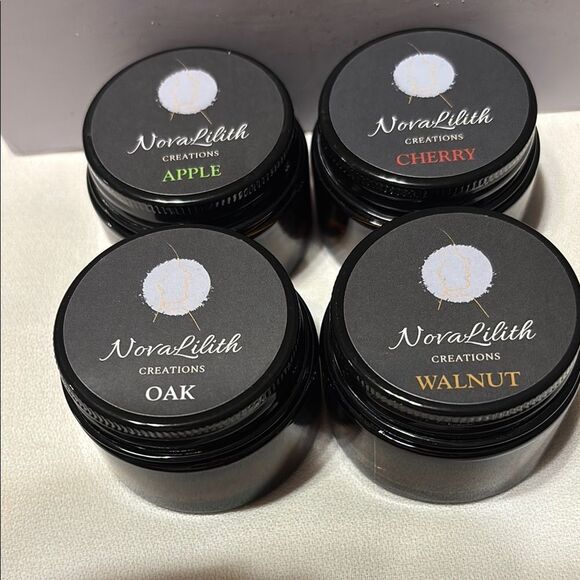 NovaLilith
CREATIONS
APPLE
NovaLilith
CREATIONS
CHERRY
NovaLilith
CREATIONS
OAK
NovaLilith
CREATIONS
WALNUT